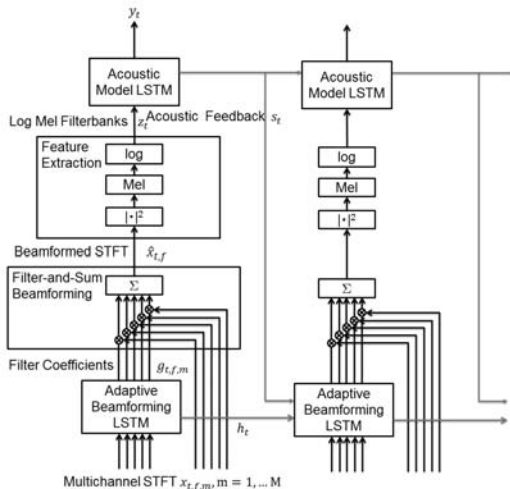 y_t
Acoustic Model LSTM
Acoustic Model LSTM
Log Mel Filterbanks z_t Acoustic Feedback s_t
Feature Extraction
log
log
Mel
Mel
|·|²
|·|²
Beamformed STFT x̂_{t,f}
Filter-and-Sum Beamforming
Σ
Σ
Filter Coefficients g_{t,f,m}
Adaptive Beamforming LSTM
Adaptive Beamforming LSTM
h_t
Multichannel STFT x_{t,f,m}, m = 1, … M